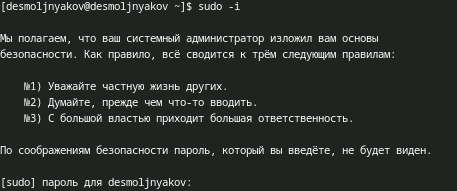 [desmoljnyakov@desmoljnyakov ~]$ sudo -i
Мы полагаем, что ваш системный администратор изложил вам основы
безопасности. Как правило, всё сводится к трём следующим правилам:
№1) Уважайте частную жизнь других.
№2) Думайте, прежде чем что-то вводить.
№3) С большой властью приходит большая ответственность.
По соображениям безопасности пароль, который вы введёте, не будет виден.
[sudo] пароль для desmoljnyakov: